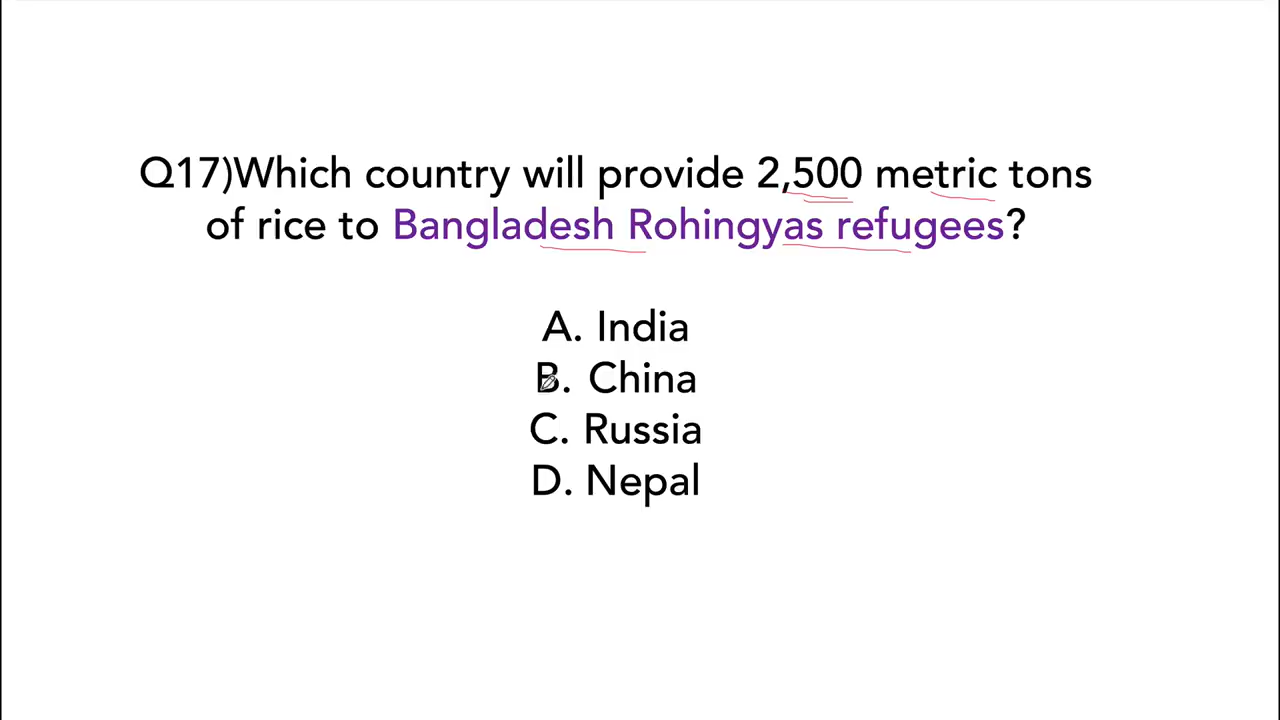 Q17)Which country will provide 2,500 metric tons
of rice to Bangladesh Rohingyas refugees?
A. India
B. China
C. Russia
D. Nepal